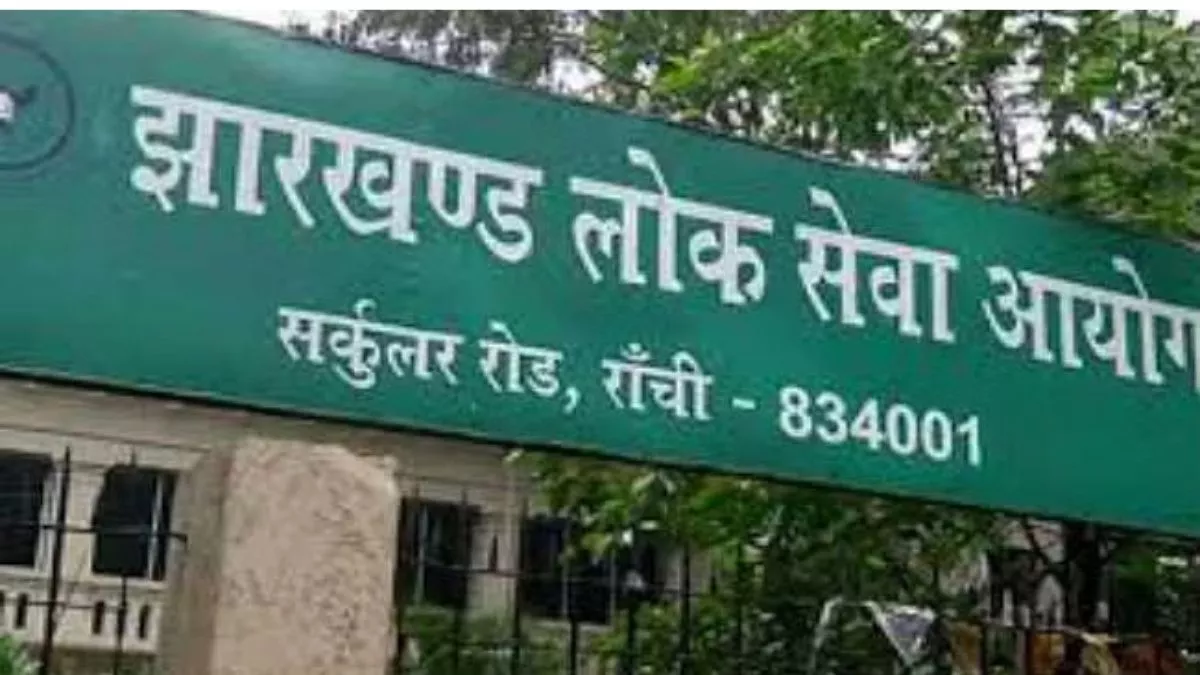 झारखण्ड लोक सेवा आयोग
सर्कुलर रोड, राँची - 834001